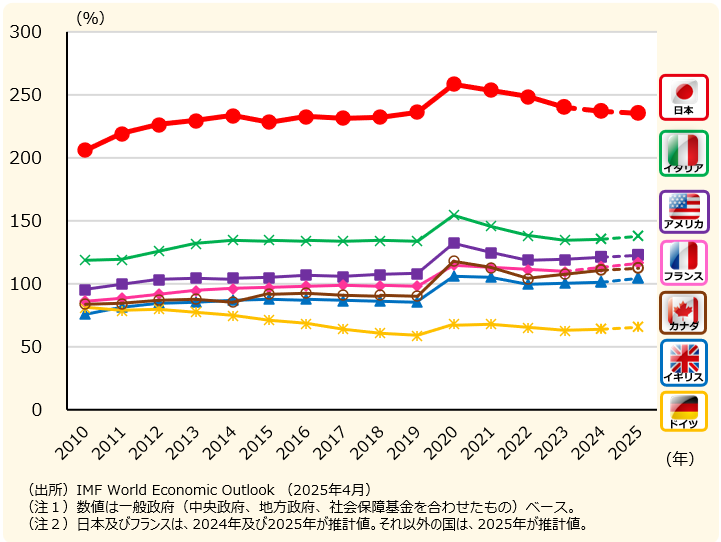 (%)
300
250
200
150
100
50
0
日本
イタリア
アメリカ
フランス
カナダ
イギリス
ドイツ
2010 2011 2012 2013 2014 2015 2016 2017 2018 2019 2020 2021 2022 2023 2024 2025
(年)
（出所）IMF World Economic Outlook （2025年4月）
（注１）数値は一般政府（中央政府、地方政府、社会保障基金を合わせたもの）ベース。
（注２）日本及びフランスは、2024年及び2025年が推計値。それ以外の国は、2025年が推計値。